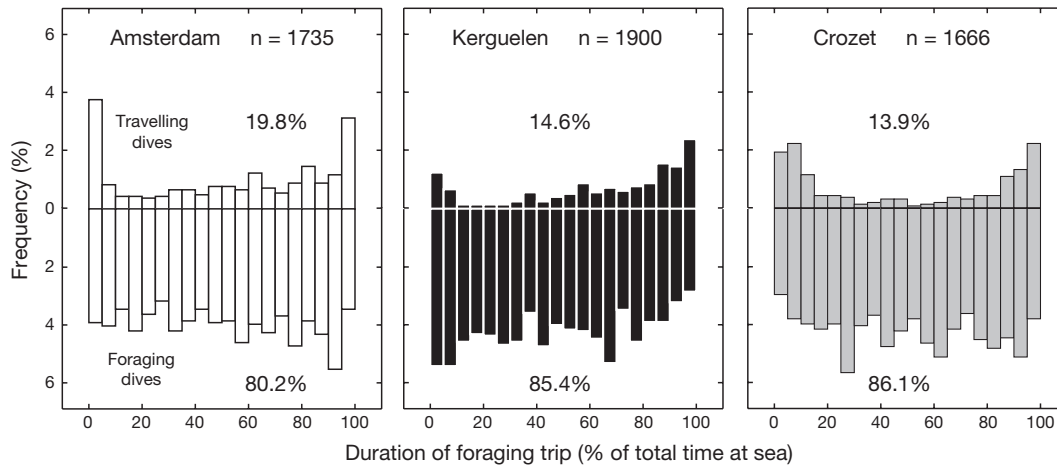 Amsterdam n = 1735
Kerguelen n = 1900
Crozet n = 1666
Travelling
dives
19.8%
14.6%
13.9%
Foraging
dives
80.2%
85.4%
86.1%
Frequency (%)
6
4
2
0
2
4
6
0 20 40 60 80 100
0 20 40 60 80 100
0 20 40 60 80 100
Duration of foraging trip (% of total time at sea)